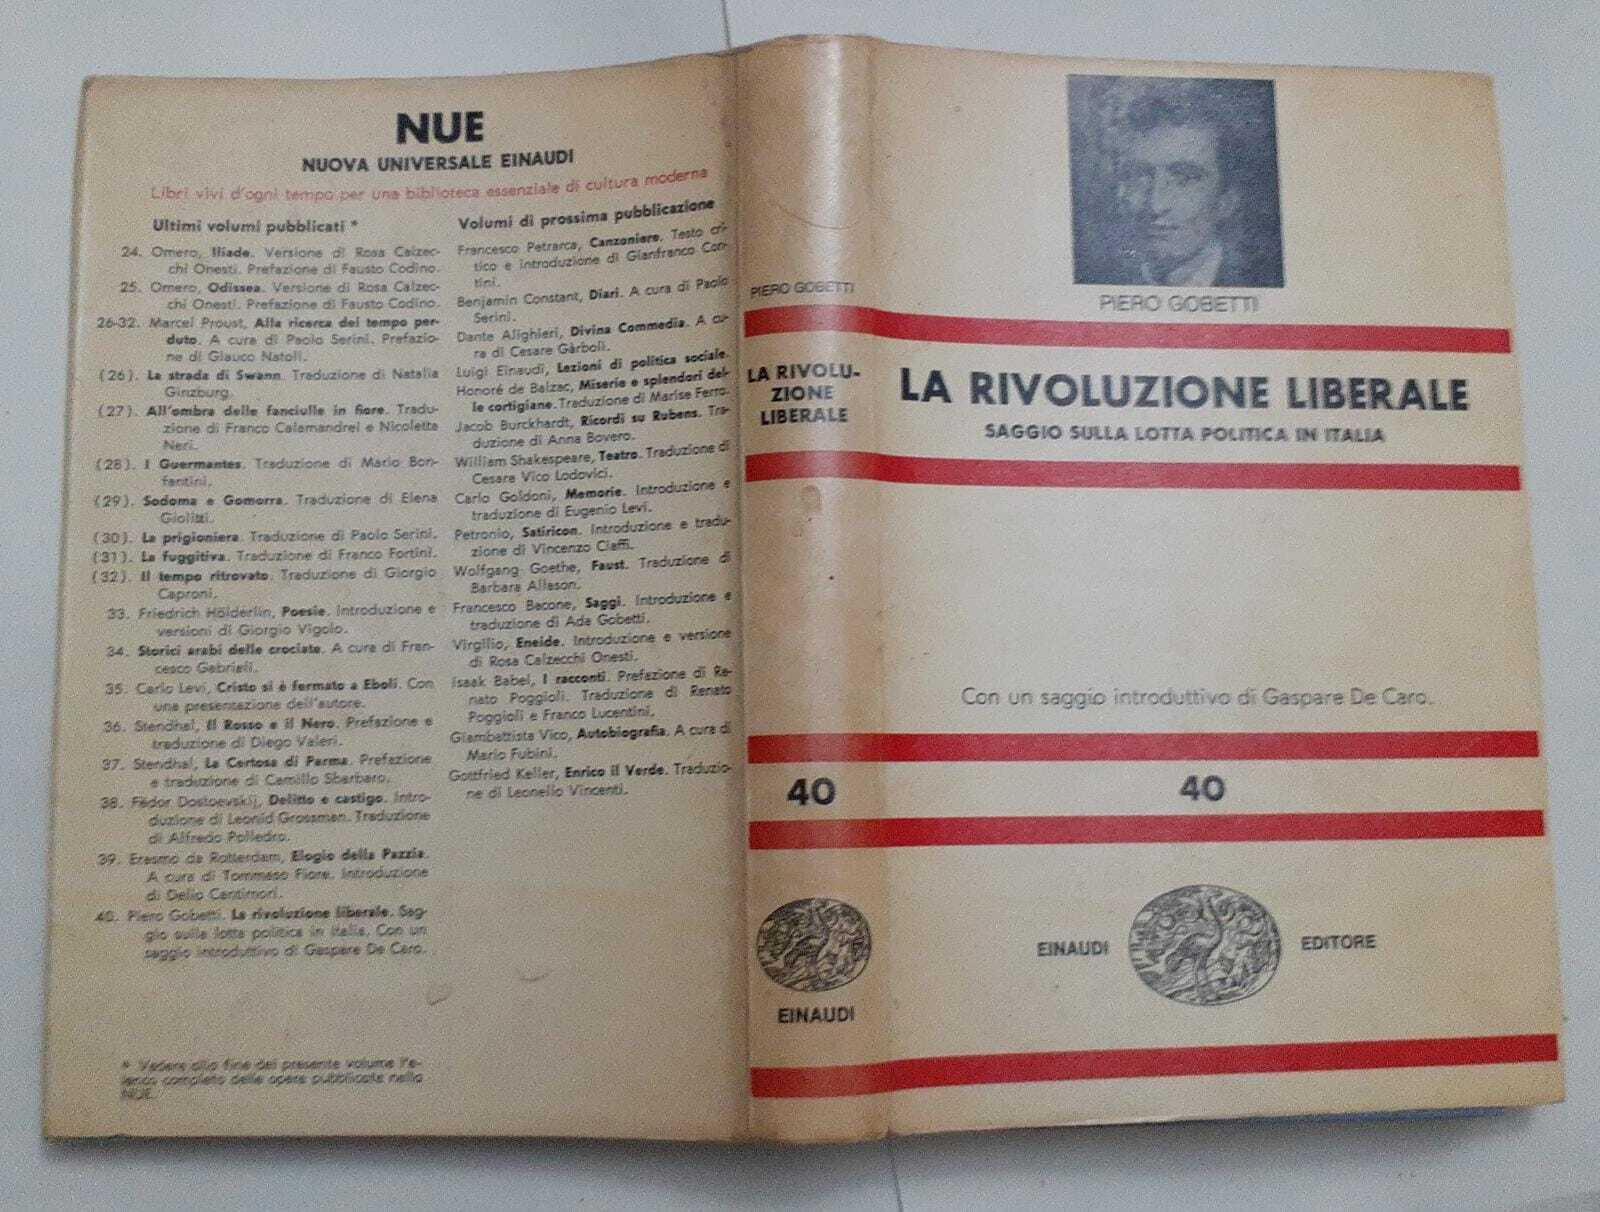 NUE
NUOVA UNIVERSALE EINAUDI
Libri vivi d'ogni tempo per una biblioteca essenziale di cultura moderna
Ultimi volumi pubblicati *
24. Omero, Iliade. Versione di Rosa Calzec-
chi Onesti. Prefazione di Fausto Codino.
25. Omero, Odissea. Versione di Rosa Calzec-
chi Onesti. Prefazione di Fausto Codino.
26-32. Marcel Proust, Alla ricerca del tempo per-
duto. A cura di Paolo Serini. Prefazio-
ne di Glauco Natoli.
(26). La strada di Swann. Traduzione di Natalia
Ginzburg.
(27). All'ombra delle fanciulle in fiore. Tradu-
zione di Franco Calamandrei e Nicoletta
Neri.
(28). I Guermantes. Traduzione di Mario Bon-
fantini.
(29). Sodoma e Gomorra. Traduzione di Elena
Giolitti.
(30). La prigioniera. Traduzione di Paolo Serini.
(31). La fuggitiva. Traduzione di Franco Fortini.
(32). Il tempo ritrovato. Traduzione di Giorgio
Caproni.
33. Friedrich Hölderlin, Poesie. Introduzione e
versioni di Giorgio Vigolo.
34. Storici arabi delle crociate. A cura di Fran-
cesco Gabrieli.
35. Carlo Levi, Cristo si è fermato a Eboli. Con
una presentazione dell'autore.
36. Stendhal, Il Rosso e il Nero. Prefazione e
traduzione di Diego Valeri.
37. Stendhal, La Certosa di Parma. Prefazione
e traduzione di Camillo Sbarbaro.
38. Fëdor Dostoevskij, Delitto e castigo. Intro-
duzione di Leonid Grossman. Traduzione
di Alfredo Polledro.
39. Erasmo da Rotterdam, Elogio della Pazzia.
A cura di Tommaso Fiore. Introduzione
di Delio Cantimori.
40. Piero Gobetti. La rivoluzione liberale. Sag-
gio sulla lotta politica in Italia. Con un
saggio introduttivo di Gaspare De Caro.
* Vedere alla fine del presente volume l'e-
lenco completo delle opere pubblicate nella
NUE.
Volumi di prossima pubblicazione
Francesco Petrarca, Canzoniere. Testo cri-
tico e introduzione di Gianfranco Con-
tini.
Benjamin Constant, Diari. A cura di Paolo
Serini.
Dante Alighieri, Divina Commedia. A cu-
ra di Cesare Gàrboli.
Luigi Einaudi, Lezioni di politica sociale.
Honoré de Balzac, Miserie e splendori del-
le cortigiane. Traduzione di Marise Ferro.
Jacob Burckhardt, Ricordi su Rubens. Tra-
duzione di Anna Bovero.
William Shakespeare, Teatro. Traduzione di
Cesare Vico Lodovici.
Carlo Goldoni, Memorie. Introduzione e
traduzione di Eugenio Levi.
Petronio, Satiricon. Introduzione e tradu-
zione di Vincenzo Ciaffi.
Wolfgang Goethe, Faust. Traduzione di
Barbara Allason.
Francesco Bacone, Saggi. Introduzione e
traduzione di Ada Gobetti.
Virgilio, Eneide. Introduzione e versione
di Rosa Calzecchi Onesti.
Isaak Babel, I racconti. Prefazione di Re-
nato Poggioli. Traduzione di Renato
Poggioli e Franco Lucentini.
Giambattista Vico, Autobiografia. A cura di
Mario Fubini.
Gottfried Keller, Enrico il Verde. Traduzio-
ne di Leonello Vincenti.
PIERO GOBETTI
LA RIVOLU-
ZIONE
LIBERALE
40
EINAUDI
PIERO GOBETTI
LA RIVOLUZIONE LIBERALE
SAGGIO SULLA LOTTA POLITICA IN ITALIA
Con un saggio introduttivo di Gaspare De Caro.
40
EINAUDI EDITORE